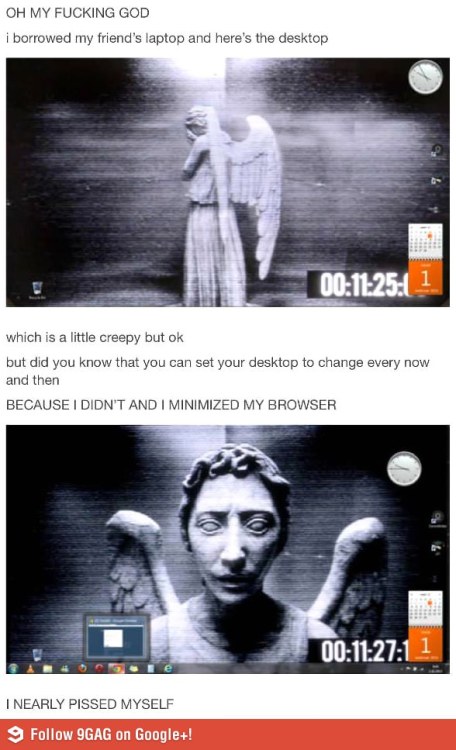 OH MY FUCKING GOD
i borrowed my friend's laptop and here's the desktop
00:11:25:
1
which is a little creepy but ok
but did you know that you can set your desktop to change every now
and then
BECAUSE I DIDN'T AND I MINIMIZED MY BROWSER
00:11:27:1
1
I NEARLY PISSED MYSELF
9 Follow 9GAG on Google+!